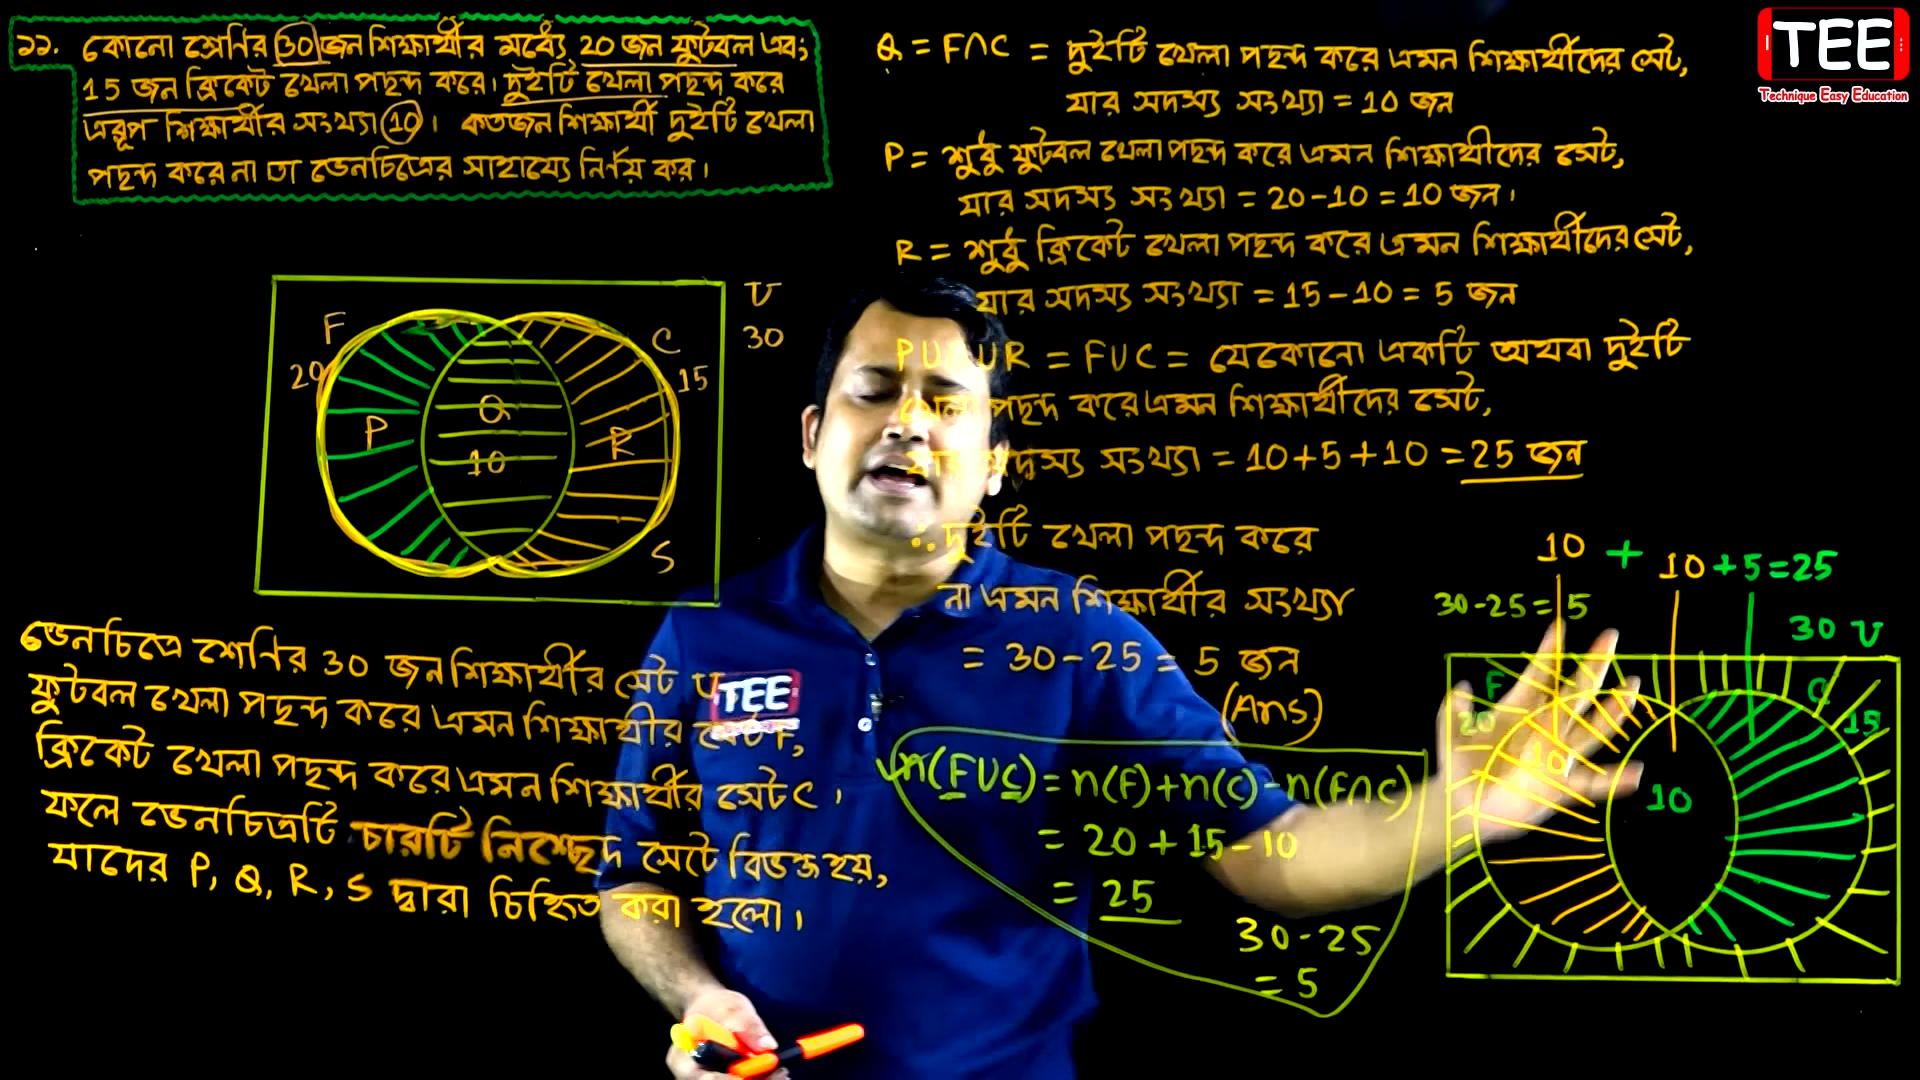 ১১. কোনো শ্রেণির 30 জন শিক্ষার্থীর মধ্যে 20 জন ফুটবল এবং
15 জন ক্রিকেট খেলা পছন্দ করে। দুইটি খেলা পছন্দ করে
এরূপ শিক্ষার্থীর সংখ্যা 10। কতজন শিক্ষার্থী দুইটি খেলা
পছন্দ করে না তা ভেনচিত্রের সাহায্যে নির্ণয় কর।
U
30
F
C
20
15
P
Q
R
10
S
ভেনচিত্রে শ্রেণির 30 জন শিক্ষার্থীর সেট U
ফুটবল খেলা পছন্দ করে এমন শিক্ষার্থীর সেট F,
ক্রিকেট খেলা পছন্দ করে এমন শিক্ষার্থীর সেট C,
ফলে ভেনচিত্রটি চারটি নিশ্ছেদ সেটে বিভক্ত হয়,
যাদের P, Q, R, S দ্বারা চিহ্নিত করা হলো।
Q = F∩C = দুইটি খেলা পছন্দ করে এমন শিক্ষার্থীদের সেট,
যার সদস্য সংখ্যা = 10 জন
P = শুধু ফুটবল খেলা পছন্দ করে এমন শিক্ষার্থীদের সেট,
যার সদস্য সংখ্যা = 20-10 = 10 জন।
R = শুধু ক্রিকেট খেলা পছন্দ করে এমন শিক্ষার্থীদের সেট,
যার সদস্য সংখ্যা = 15-10 = 5 জন
PUQUR = FUC = যেকোনো একটি অথবা দুইটি
খেলা পছন্দ করে এমন শিক্ষার্থীদের সেট,
যার সদস্য সংখ্যা = 10+5+10 = 25 জন
∴ দুইটি খেলা পছন্দ করে
না এমন শিক্ষার্থীর সংখ্যা
= 30-25 = 5 জন
(Ans)
n(FUC) = n(F)+n(C)-n(F∩C)
= 20+15-10
= 25
30-25
= 5
10 + 10+5=25
30-25=5
30 U
F
C
20
15
10
10
TEE
Technique Easy Education
TEE